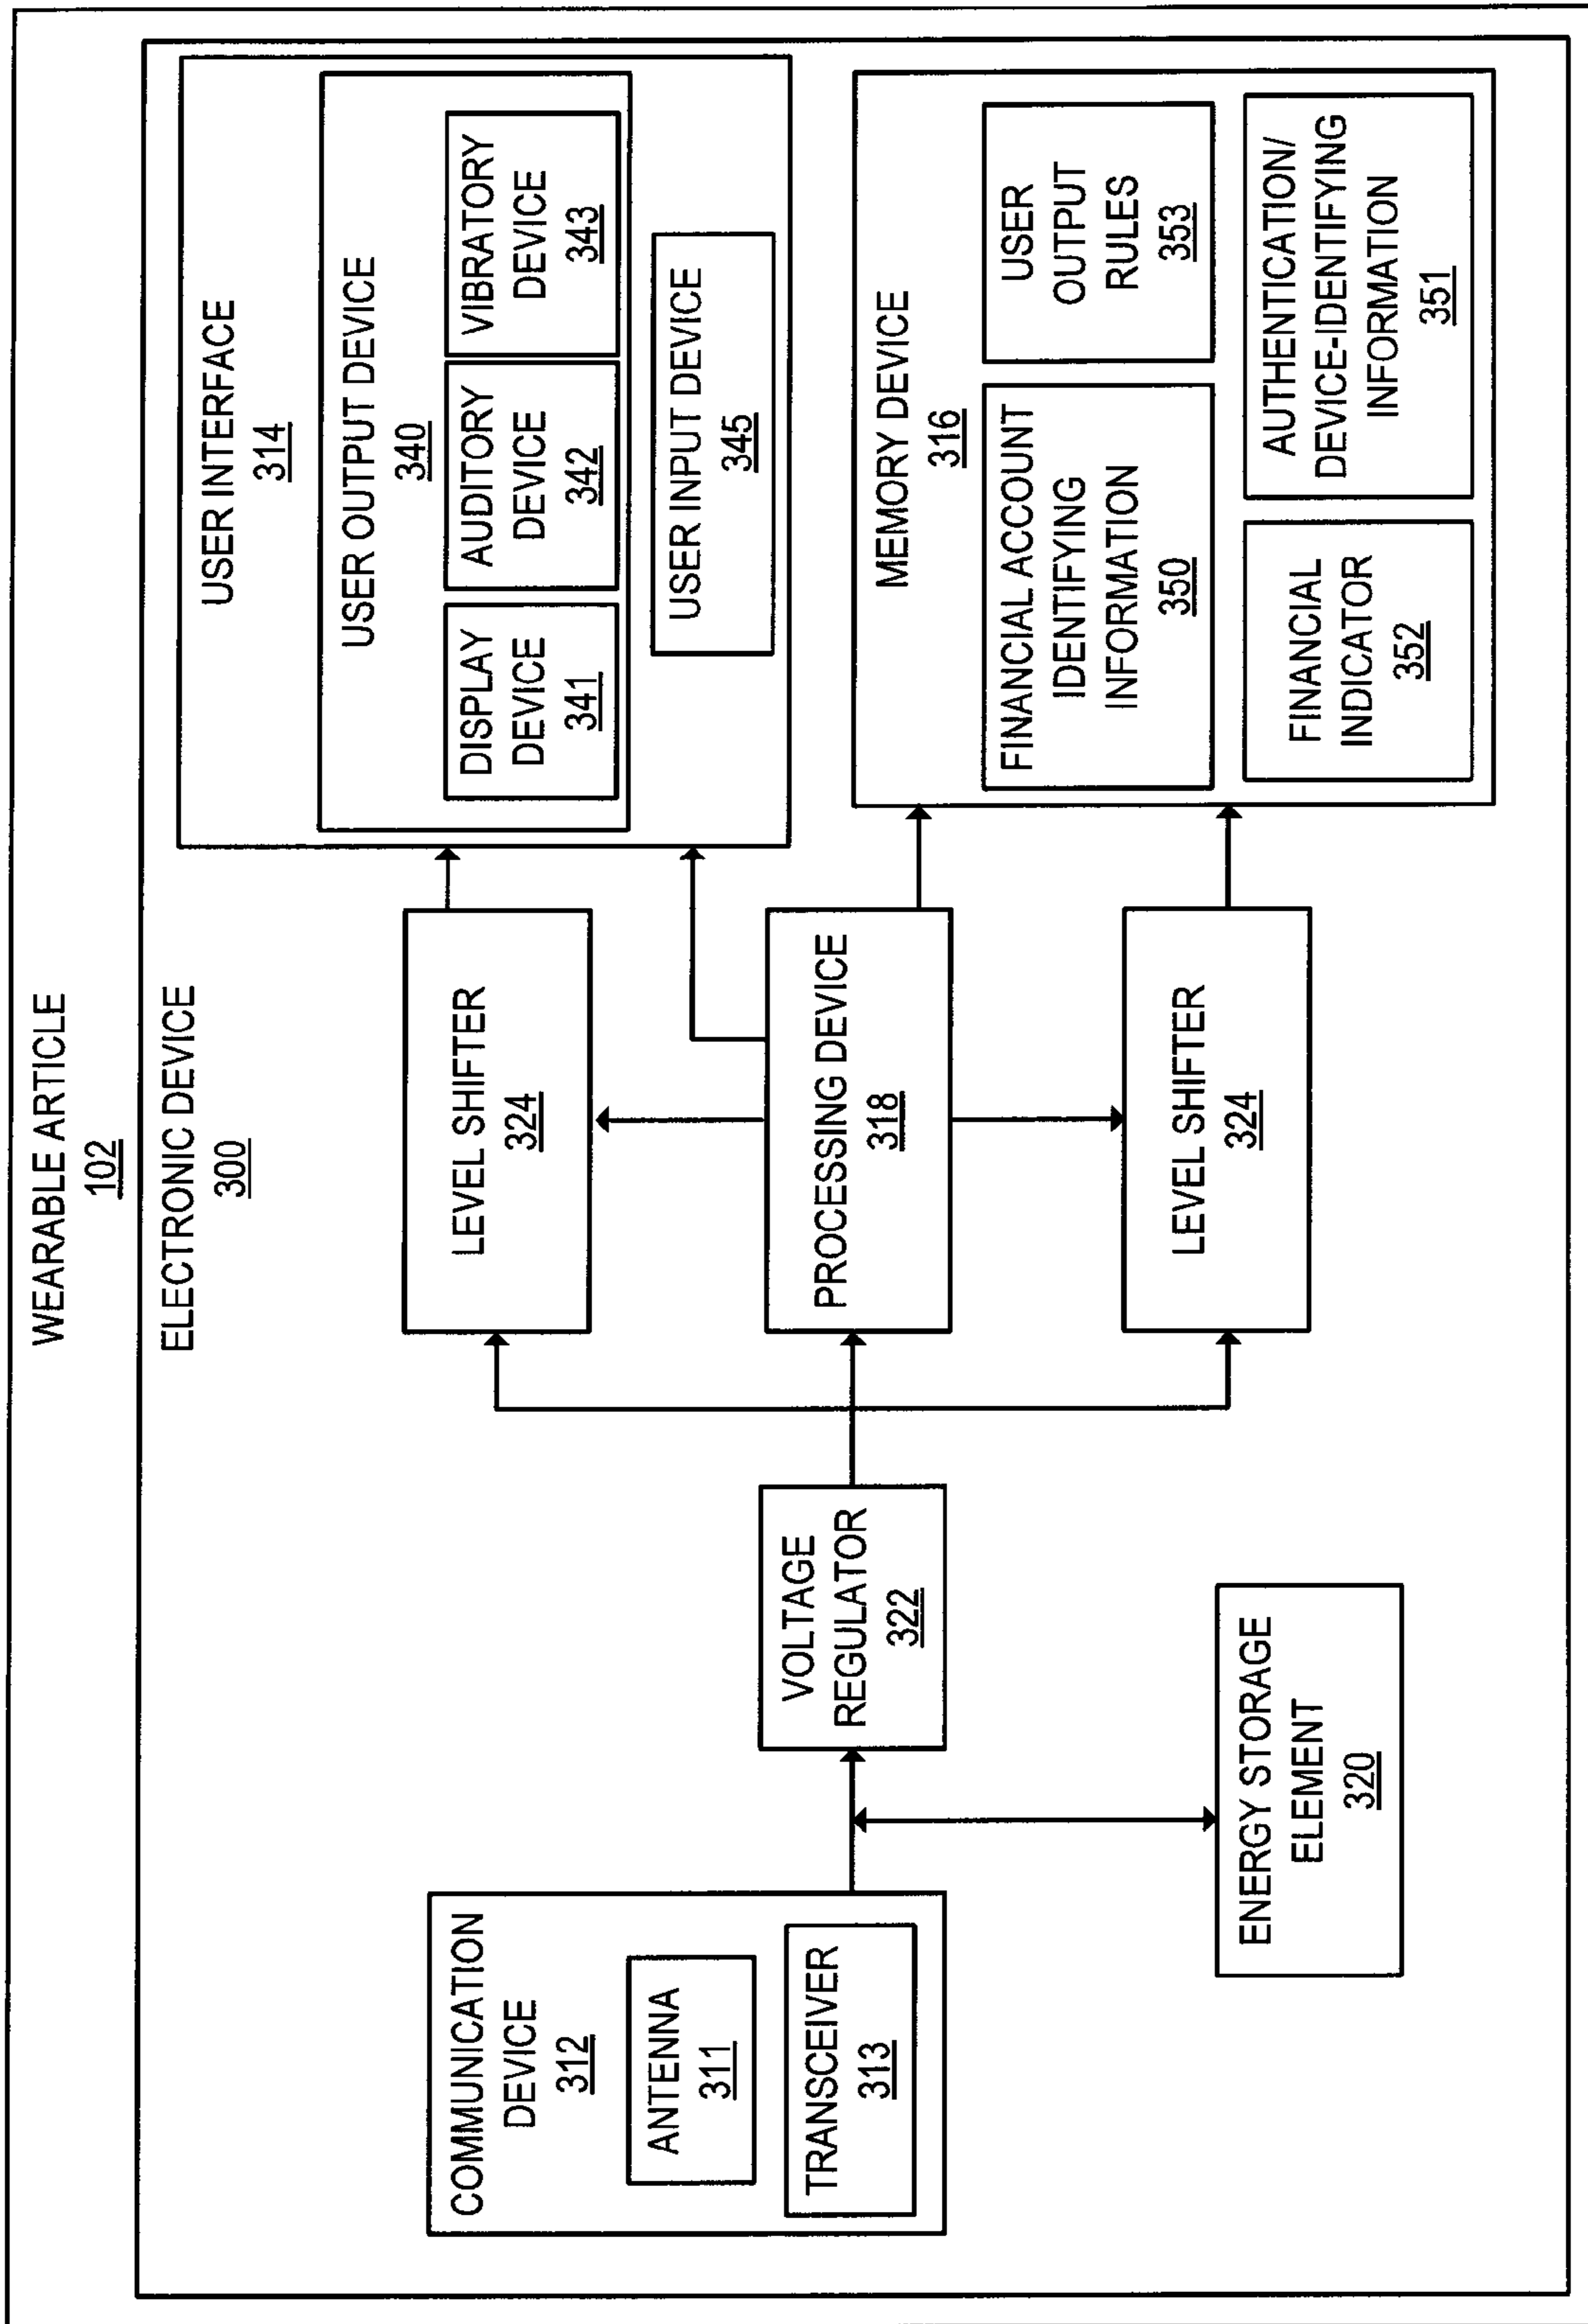 WEARABLE ARTICLE
102
ELECTRONIC DEVICE
300
COMMUNICATION
DEVICE
312
ANTENNA
311
TRANSCEIVER
313
ENERGY STORAGE
ELEMENT
320
VOLTAGE
REGULATOR
322
LEVEL SHIFTER
324
PROCESSING DEVICE
318
LEVEL SHIFTER
324
USER INTERFACE
314
USER OUTPUT DEVICE
340
DISPLAY
DEVICE
341
AUDITORY
DEVICE
342
VIBRATORY
DEVICE
343
USER INPUT DEVICE
345
MEMORY DEVICE
316
FINANCIAL ACCOUNT
IDENTIFYING
INFORMATION
350
USER
OUTPUT
RULES
353
FINANCIAL
INDICATOR
352
AUTHENTICATION/
DEVICE-IDENTIFYING
INFORMATION
351